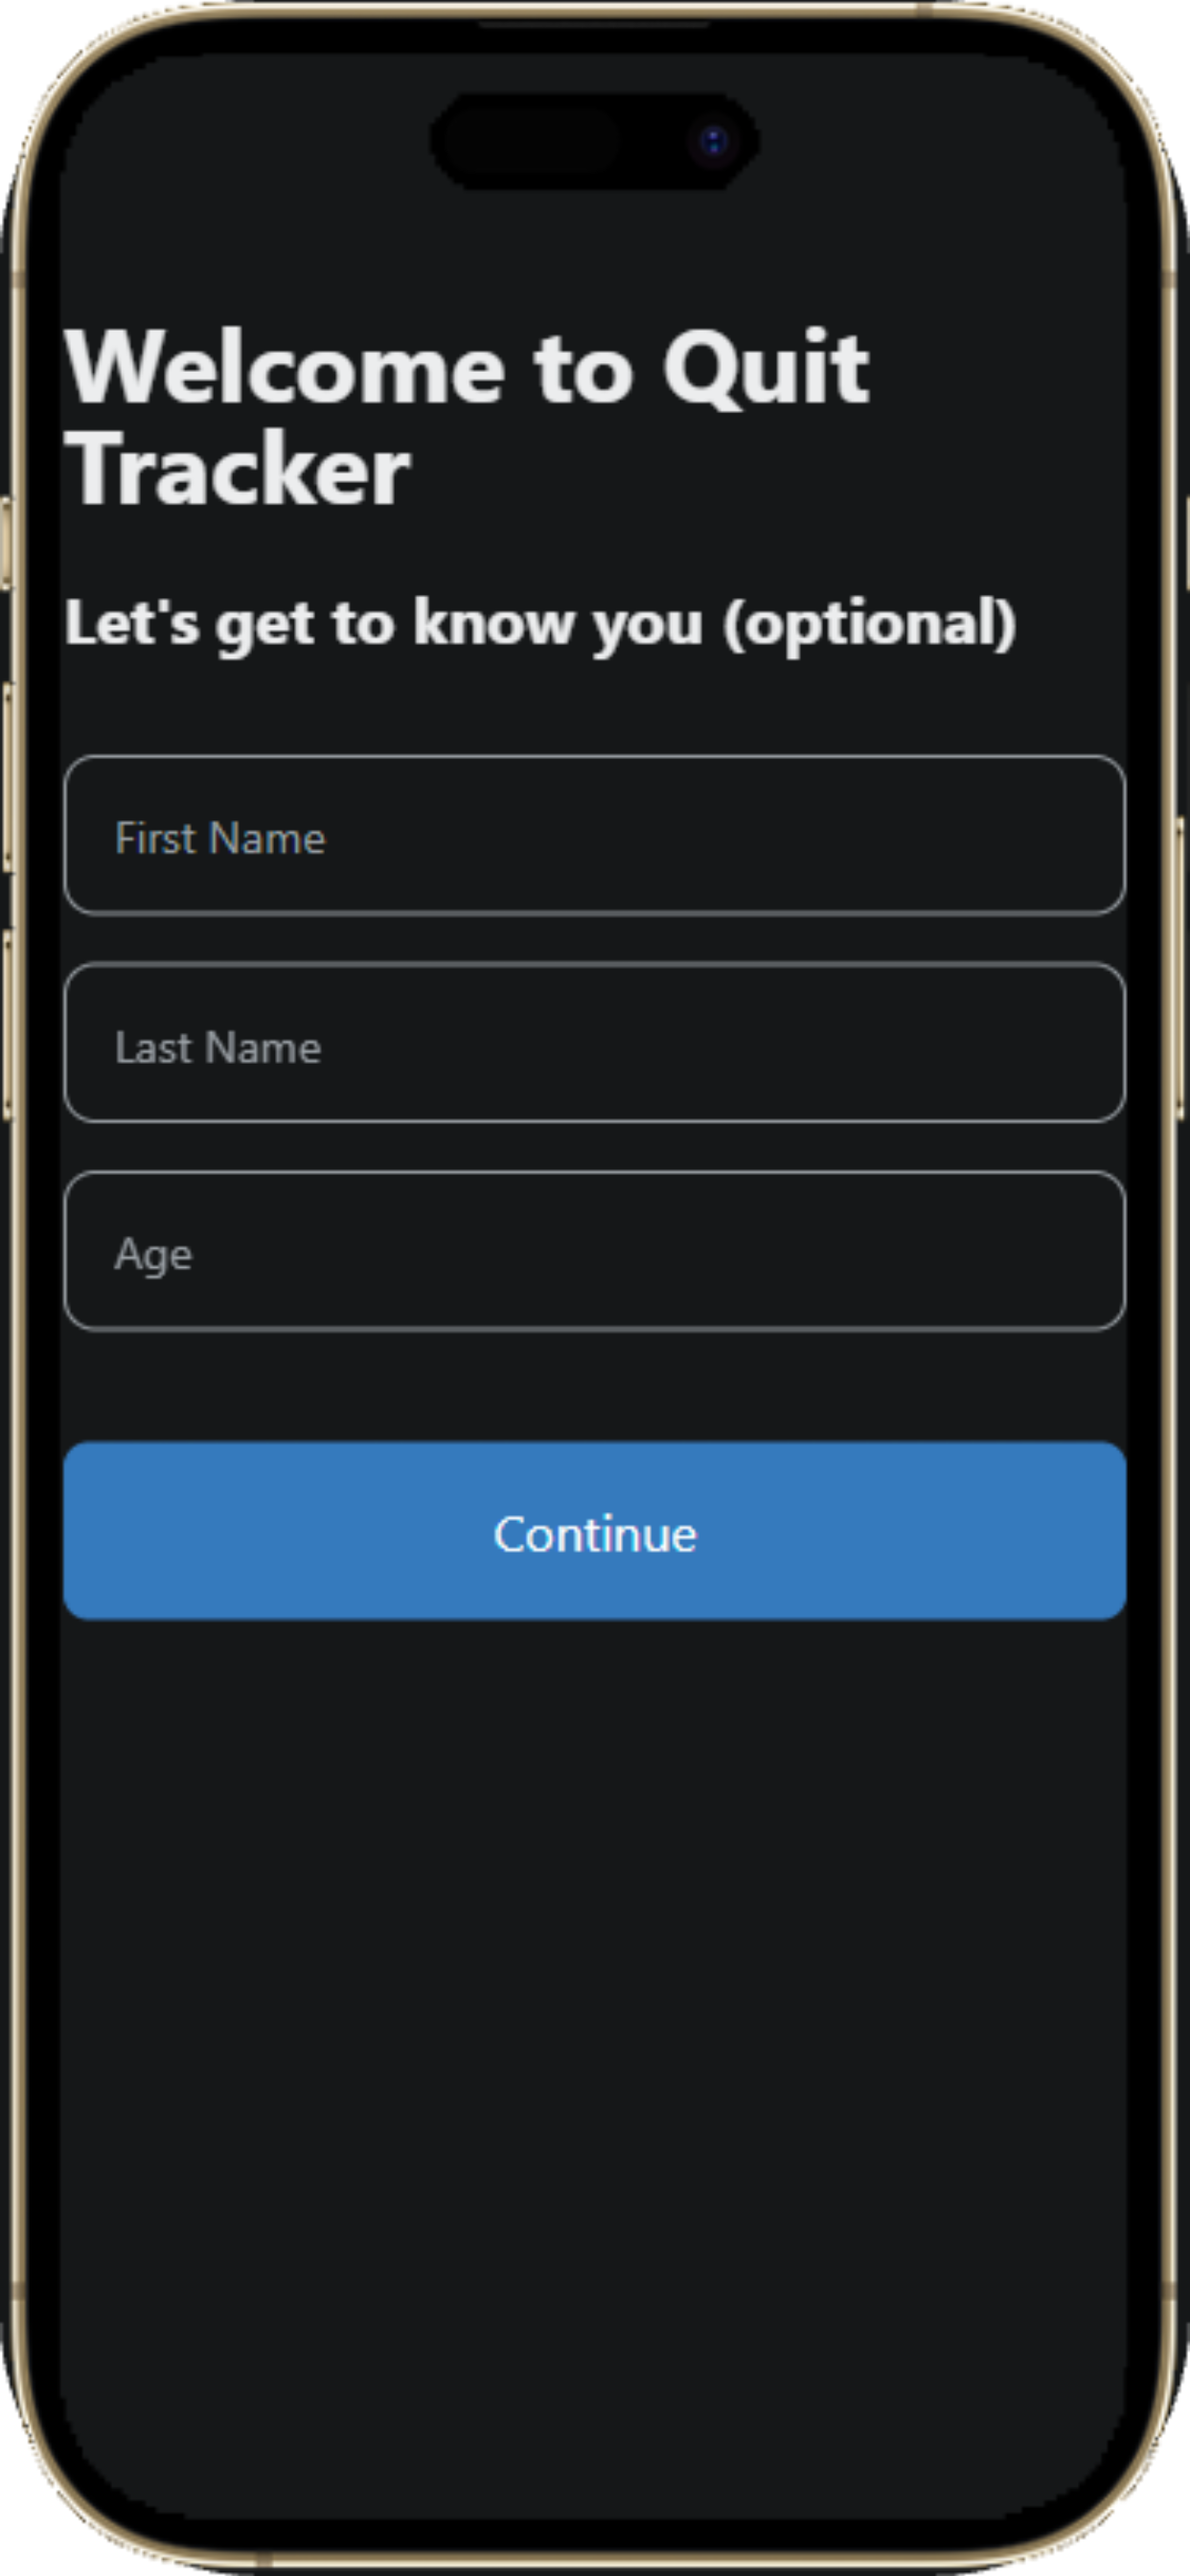 Welcome to Quit
Tracker
Let's get to know you (optional)
First Name
Last Name
Age
Continue